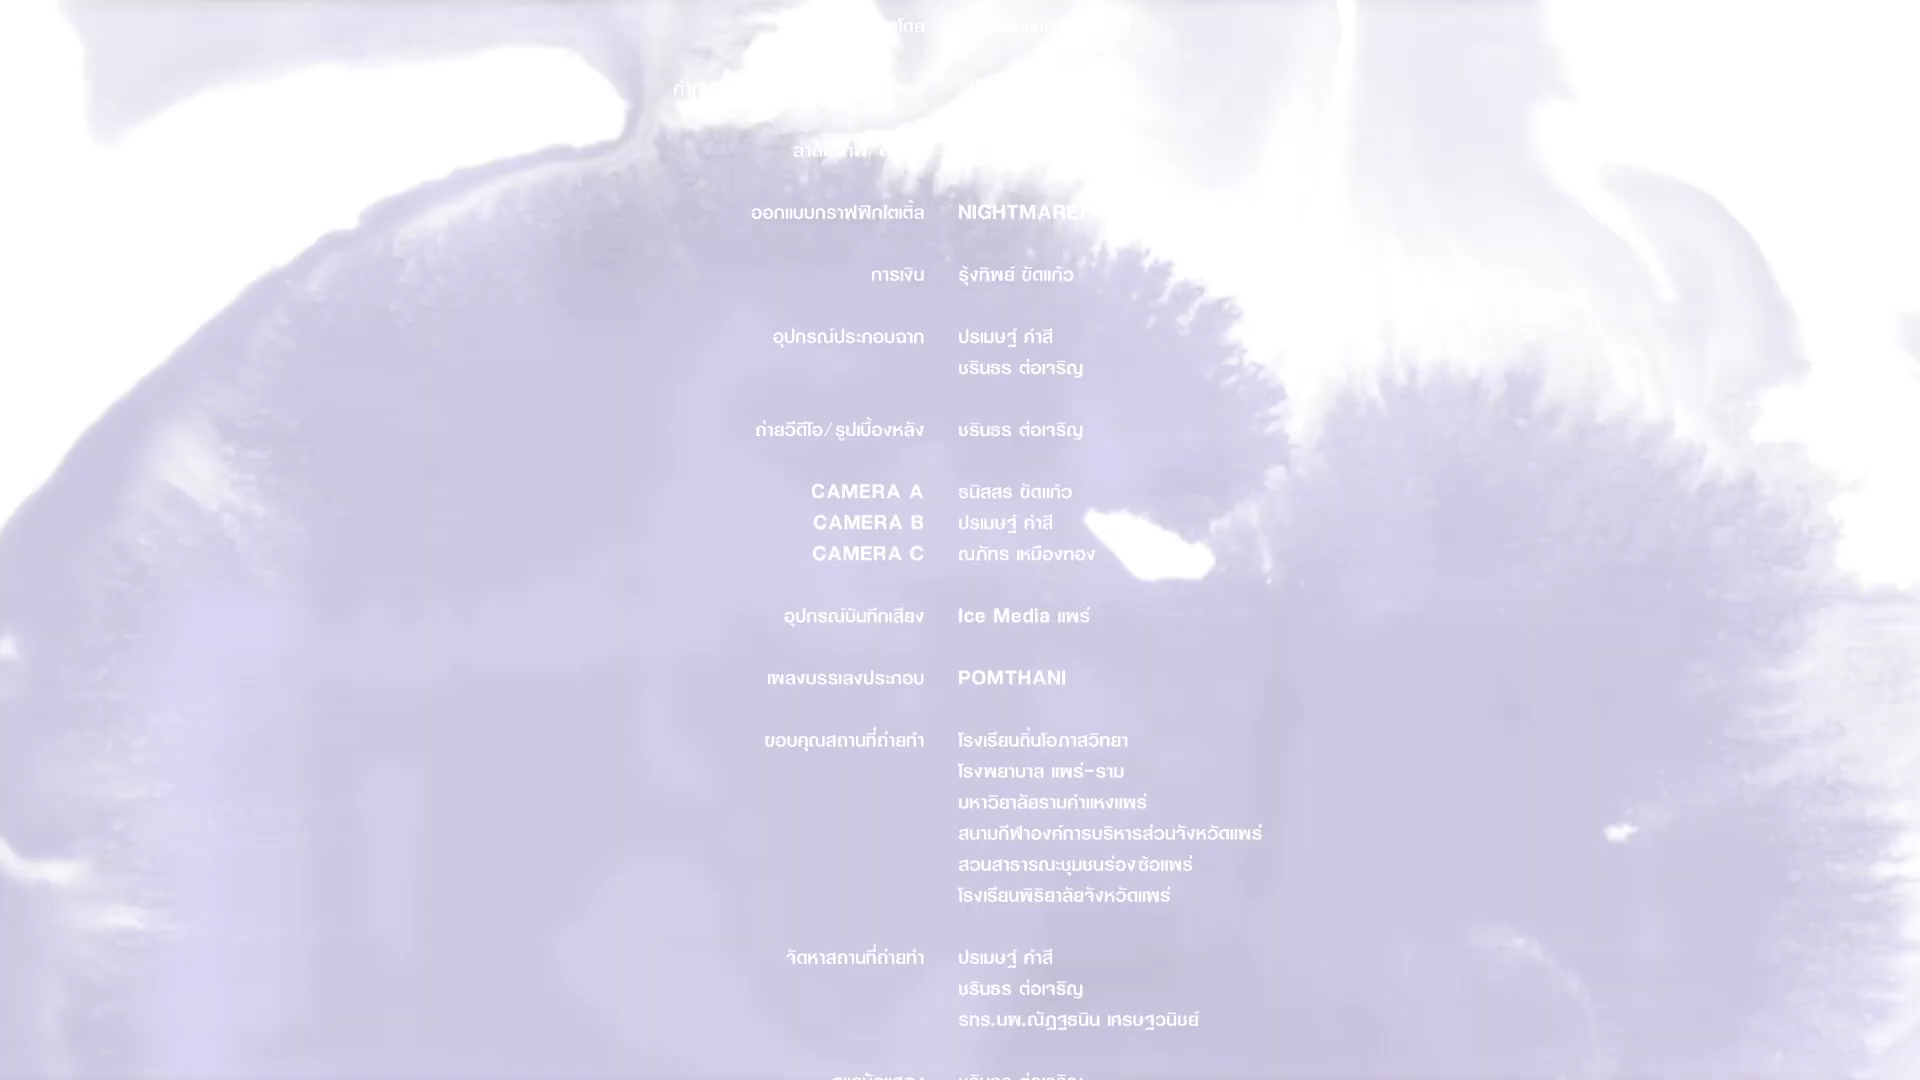 ออกแบบกราฟฟิกไตเติ้ล
การเงิน รุ้งทิพย์ ขัดแก้ว
อุปกรณ์ประกอบฉาก ปรเมษฐ์ คำสี
ชรินธร ต่อเจริญ
ถ่ายวีดีโอ/รูปเบื้องหลัง ชรินธร ต่อเจริญ
CAMERA A ธนิสสร ขัดแก้ว
CAMERA B ปรเมษฐ์ คำสี
CAMERA C ณภัทร เหมืองทอง
อุปกรณ์บันทึกเสียง Ice Media แพร่
เพลงบรรเลงประกอบ POMTHANI
ขอบคุณสถานที่ถ่ายทำ โรงเรียนถิ่นโอภาสวิทยา
โรงพยาบาล แพร่-ราม
มหาวิยาลัยรามคำแหงแพร่
สนามกีฬาองค์การบริหารส่วนจังหวัดแพร่
สวนสาธารณะชุมชนร่องซ้อแพร่
โรงเรียนพิริยาลัยจังหวัดแพร่
จัดหาสถานที่ถ่ายทำ ปรเมษฐ์ คำสี
ชรินธร ต่อเจริญ
รทร.นพ.ณัฏฐธนิน เศรษฐวนิชย์